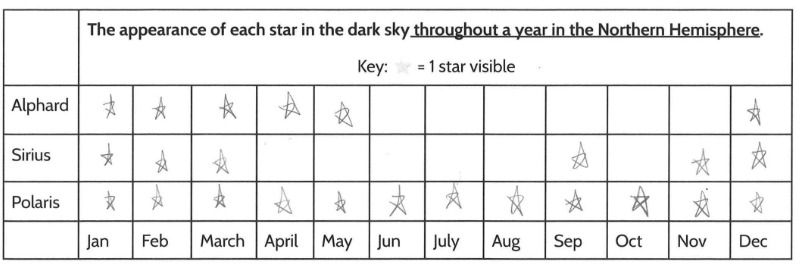 The appearance of each star in the dark sky throughout a year in the Northern Hemisphere.
Key: = 1 star visible
Alphard
Sirius
Polaris
Jan Feb March April May Jun July Aug Sep Oct Nov Dec